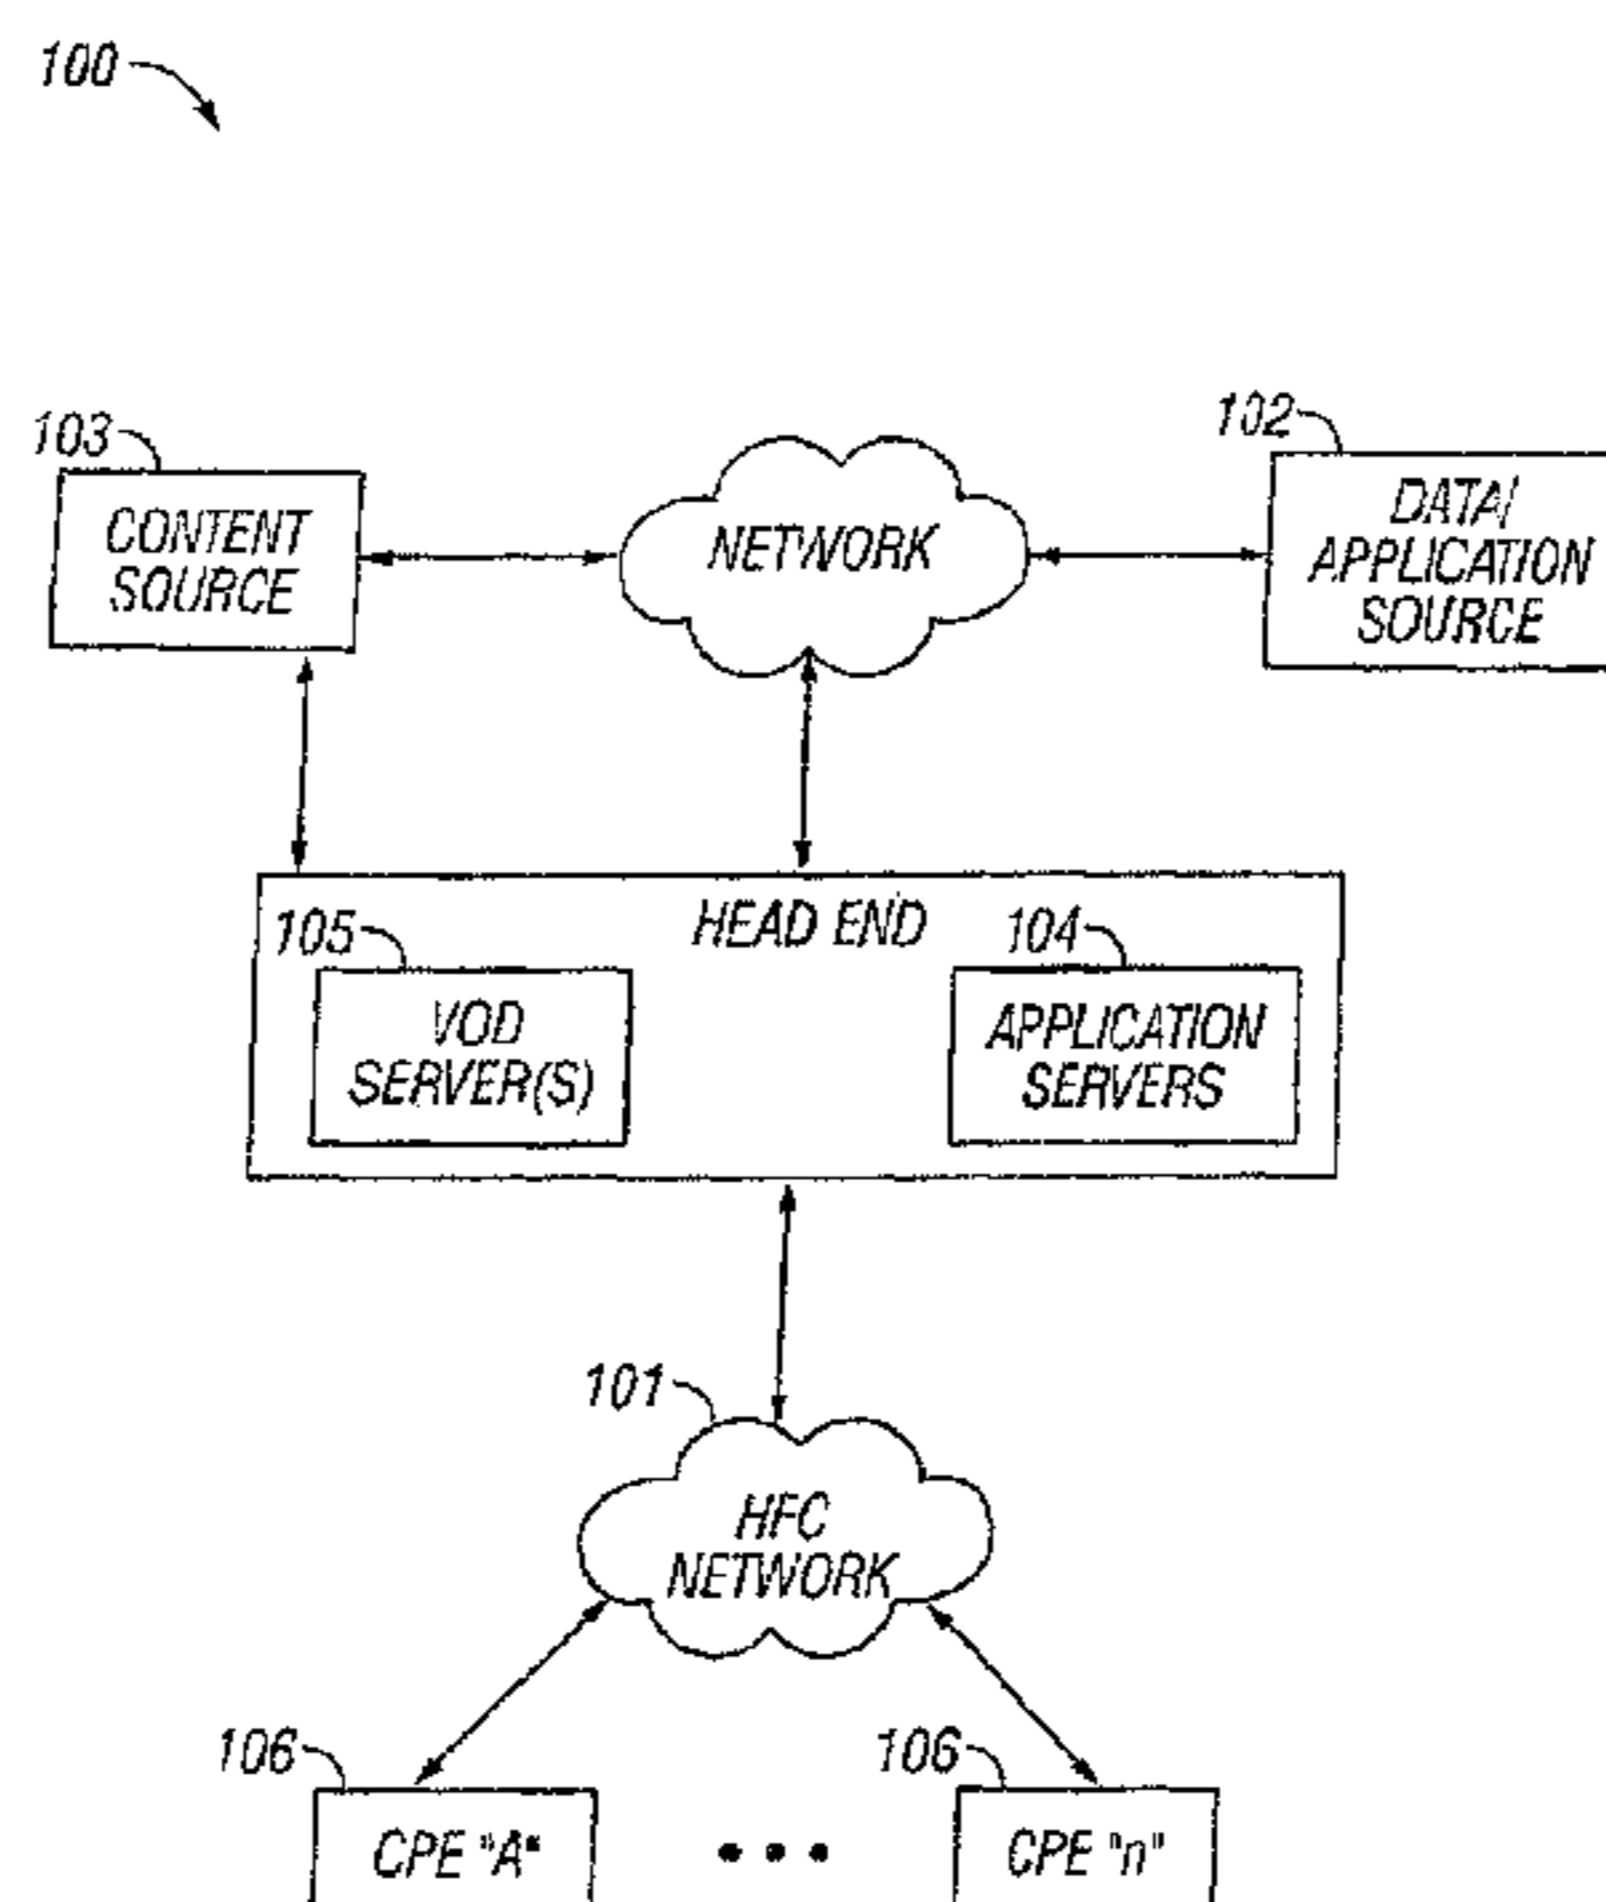 100
103
CONTENT
SOURCE
NETWORK
102
DATA/
APPLICATION
SOURCE
HEAD END
105
VOD
SERVER(S)
104
APPLICATION
SERVERS
101
HFC
NETWORK
106
CPE "A"
106
CPE "n"